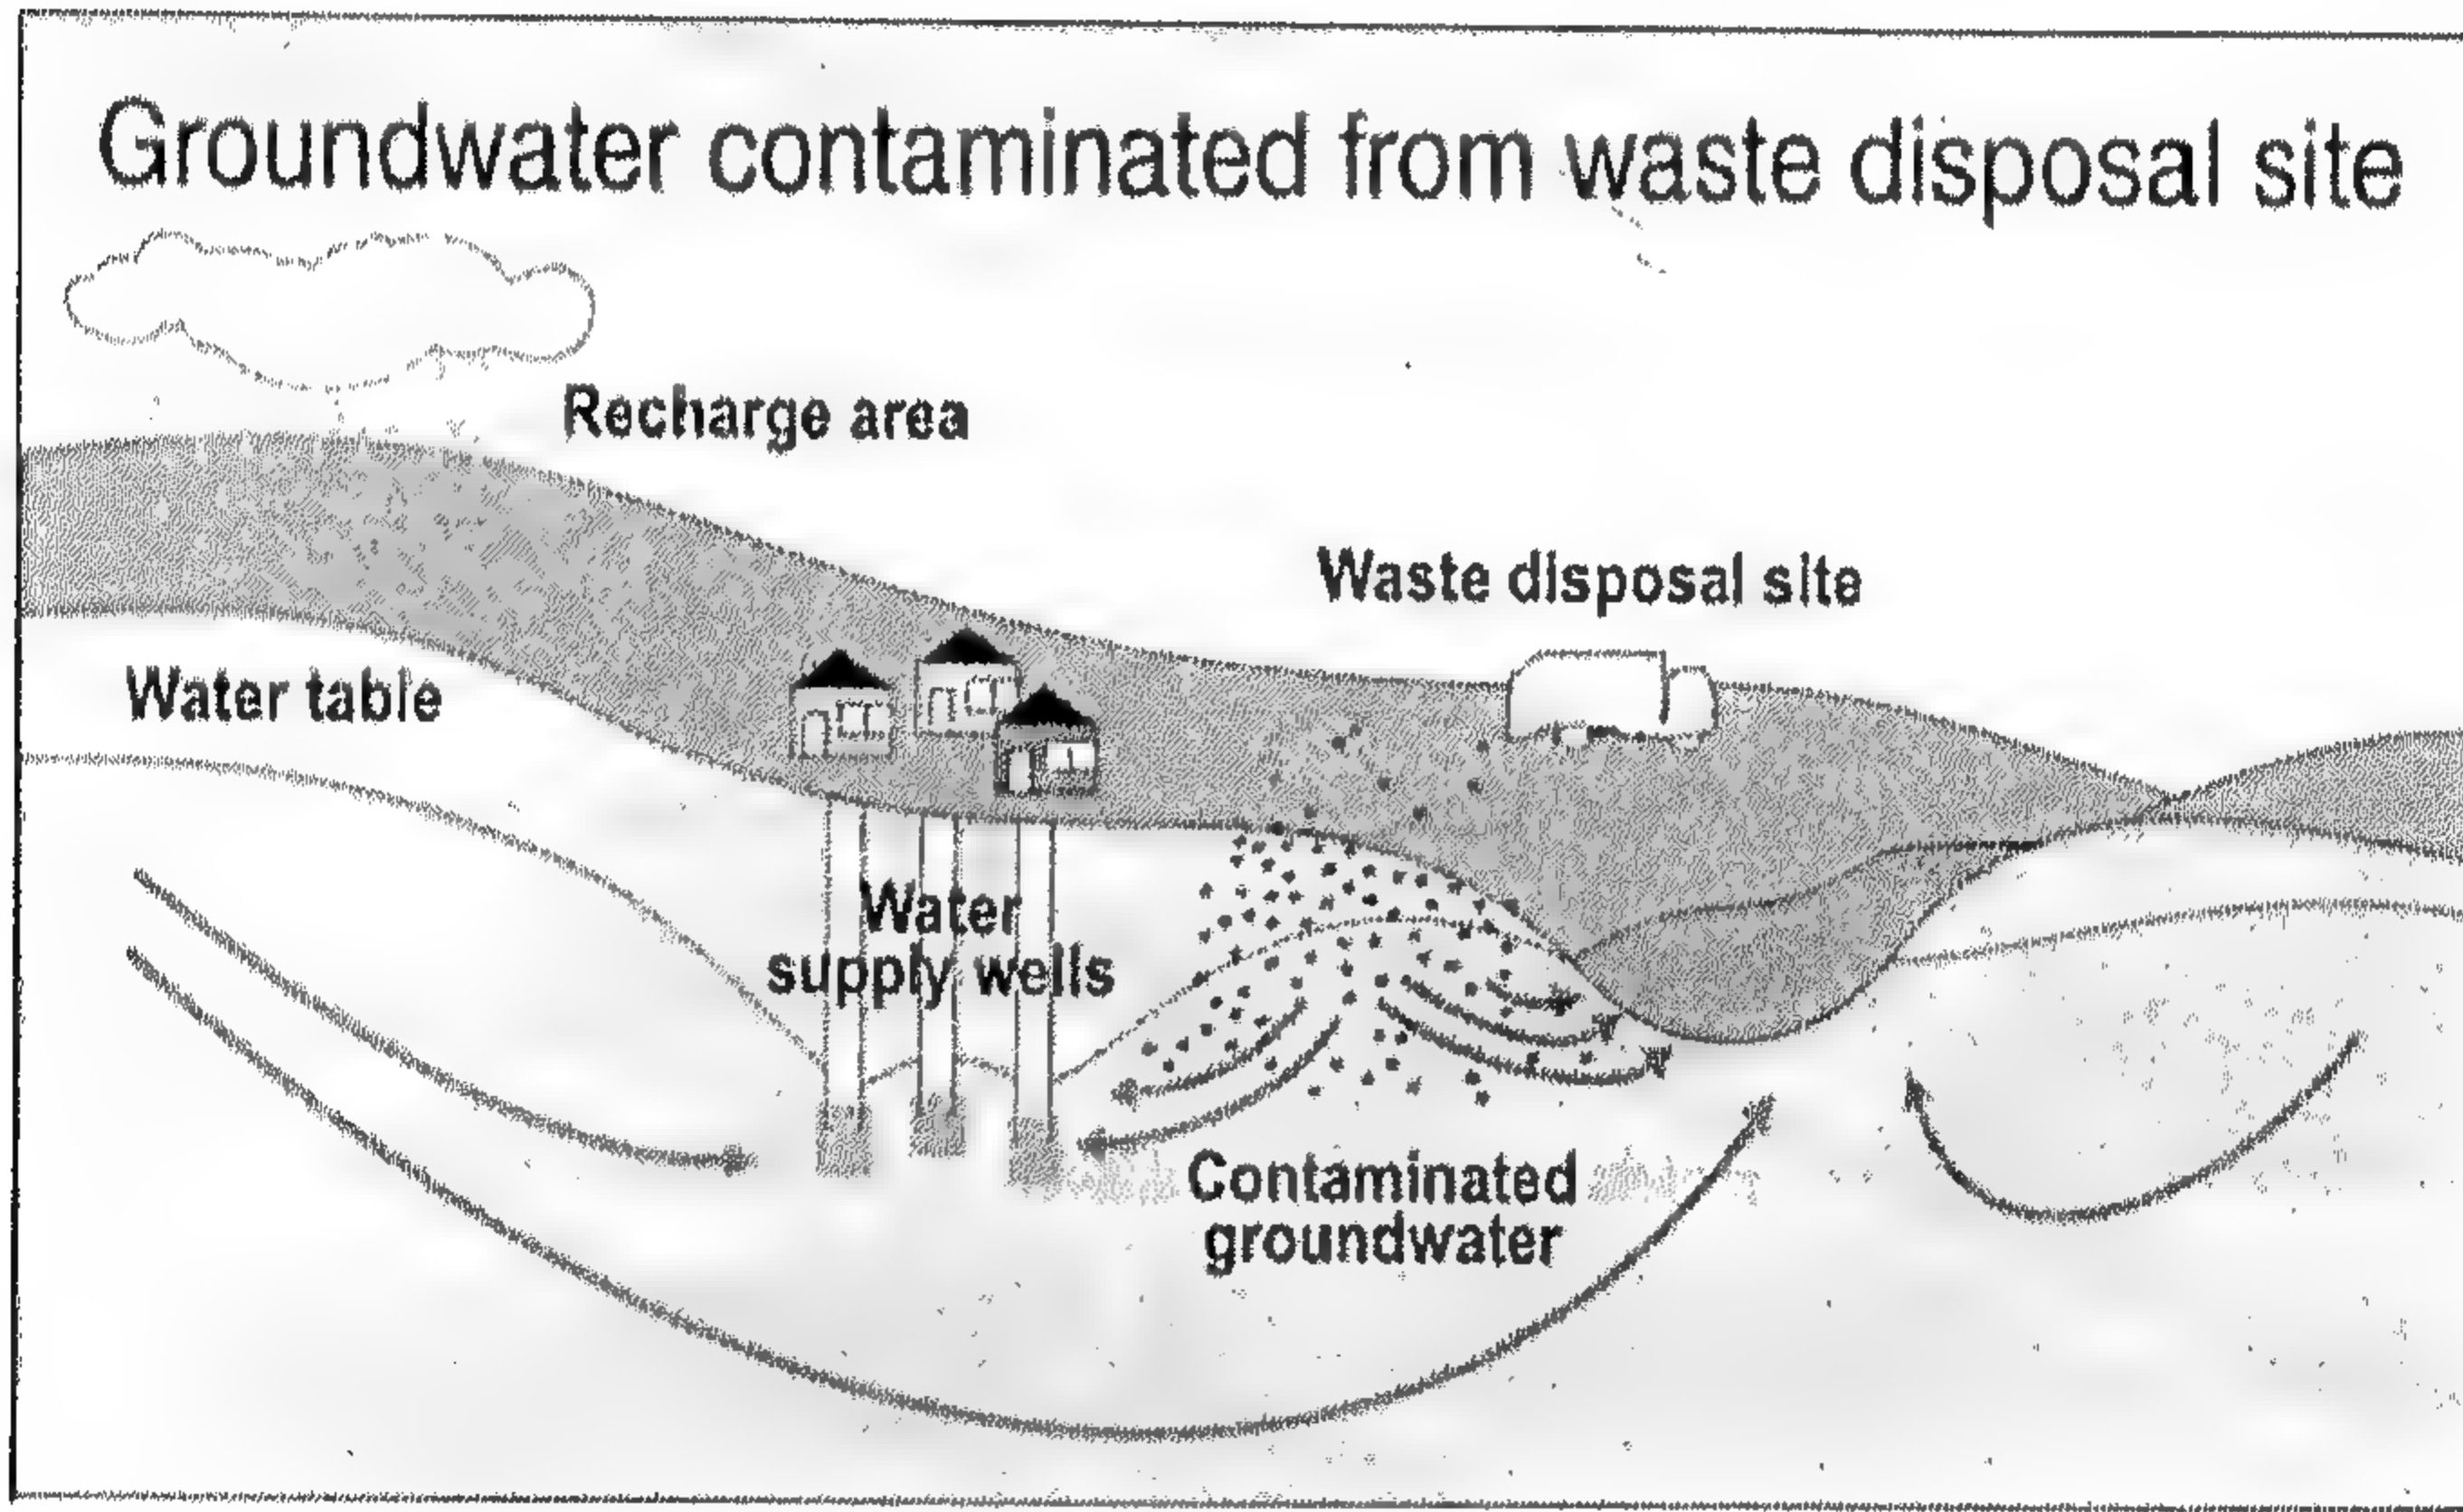 Groundwater contaminated from waste disposal site
Recharge area
Waste disposal site
Water table
Water
supply wells
Contaminated
groundwater